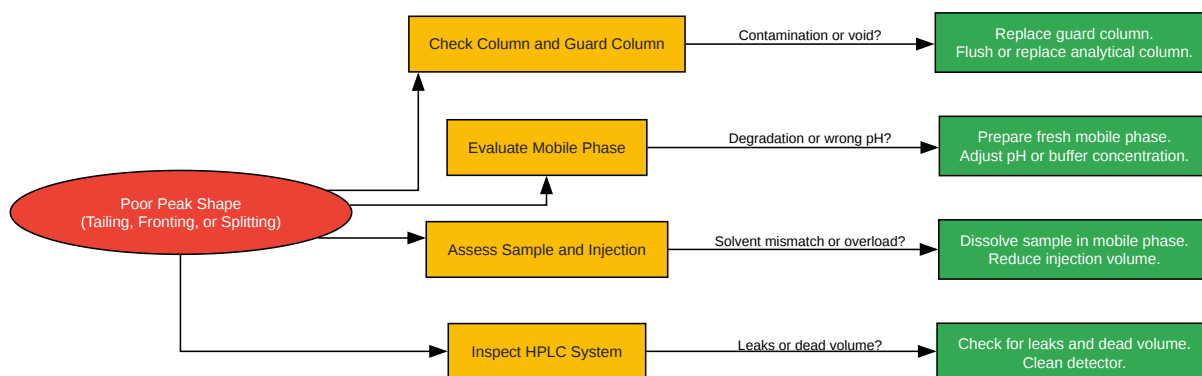 Check Column and Guard Column
Contamination or void?
Replace guard column.
Flush or replace analytical column.
Evaluate Mobile Phase
Degradation or wrong pH?
Prepare fresh mobile phase.
Adjust pH or buffer concentration.
Poor Peak Shape
(Tailing, Fronting, or Splitting)
Assess Sample and Injection
Solvent mismatch or overload?
Dissolve sample in mobile phase.
Reduce injection volume.
Inspect HPLC System
Leaks or dead volume?
Check for leaks and dead volume.
Clean detector.